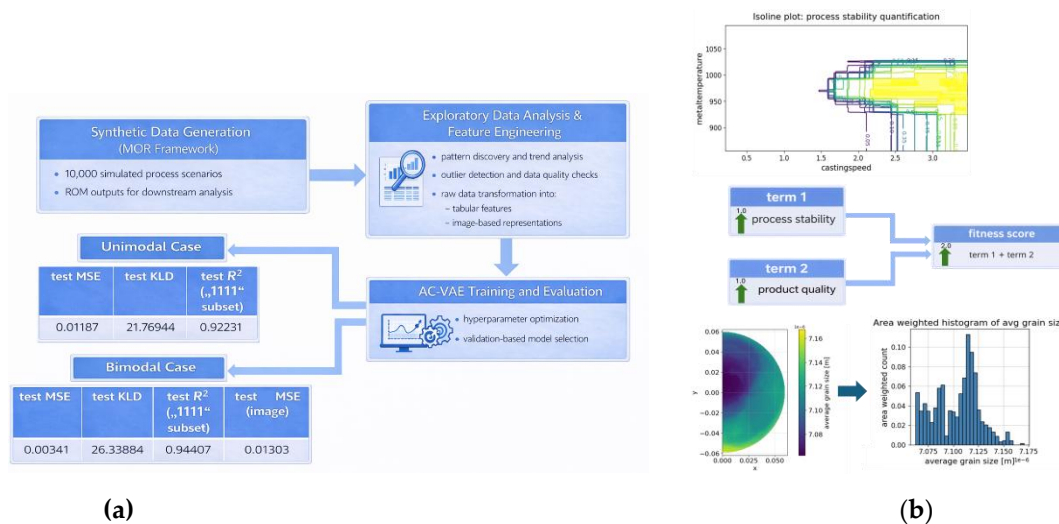 Synthetic Data Generation
(MOR Framework)
• 10,000 simulated process scenarios
• ROM outputs for downstream analysis
Exploratory Data Analysis &
Feature Engineering
• pattern discovery and trend analysis
• outlier detection and data quality checks
• raw data transformation into:
– tabular features
– image-based representations
Unimodal Case
test MSE
test KLD
test R²
(„1111“
subset)
0.01187
21.76944
0.92231
AC-VAE Training and Evaluation
• hyperparameter optimization
• validation-based model selection
Bimodal Case
test MSE
test KLD
test R²
(„1111“
subset)
test MSE
(image)
0.00341
26.33884
0.94407
0.01303
(a)
Isoline plot: process stability quantification
metaltemperature
1050
1000
950
900
0.5
1.0
1.5
2.0
2.5
3.0
castingspeed
term 1
1.0
process stability
term 2
1.0
product quality
fitness score
2.0
term 1 + term 2
y
0.06
0.04
0.02
0.00
−0.02
−0.04
−0.06
0.000
0.025
0.050
x
1e−6
7.16
7.14
7.12
7.10
7.08
average grain size [m]
Area weighted histogram of avg grain siz
area weighted count
0.10
0.08
0.06
0.04
0.02
0.00
7.075
7.100
7.125
7.150
7.175
average grain size [m]
1e−6
(b)